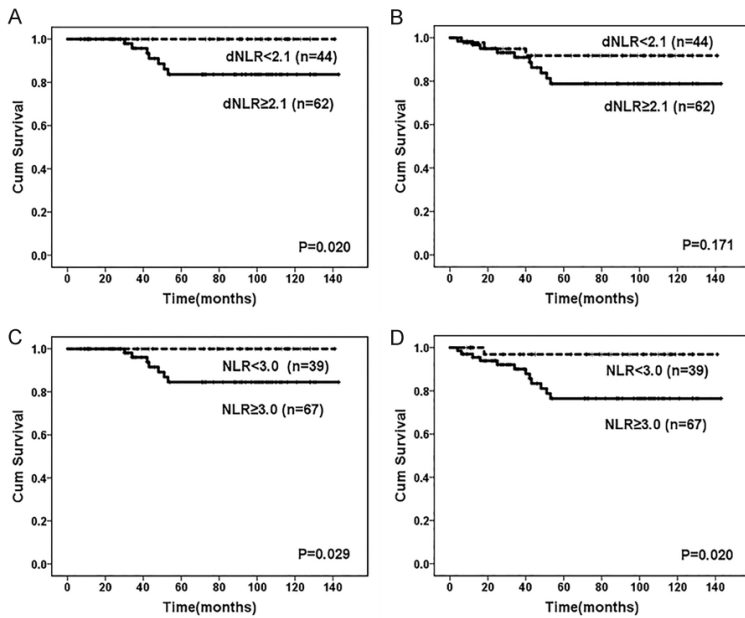 A
Cum Survival
1.0
0.8
0.6
0.4
0.2
0.0
dNLR<2.1 (n=44)
dNLR≥2.1 (n=62)
P=0.020
0 20 40 60 80 100 120 140
Time(months)
B
Cum Survival
1.0
0.8
0.6
0.4
0.2
0.0
dNLR<2.1 (n=44)
dNLR≥2.1 (n=62)
P=0.171
0 20 40 60 80 100 120 140
Time(months)
C
Cum Survival
1.0
0.8
0.6
0.4
0.2
0.0
NLR<3.0 (n=39)
NLR≥3.0 (n=67)
P=0.029
0 20 40 60 80 100 120 140
Time(months)
D
Cum Survival
1.0
0.8
0.6
0.4
0.2
0.0
NLR<3.0 (n=39)
NLR≥3.0 (n=67)
P=0.020
0 20 40 60 80 100 120 140
Time(months)